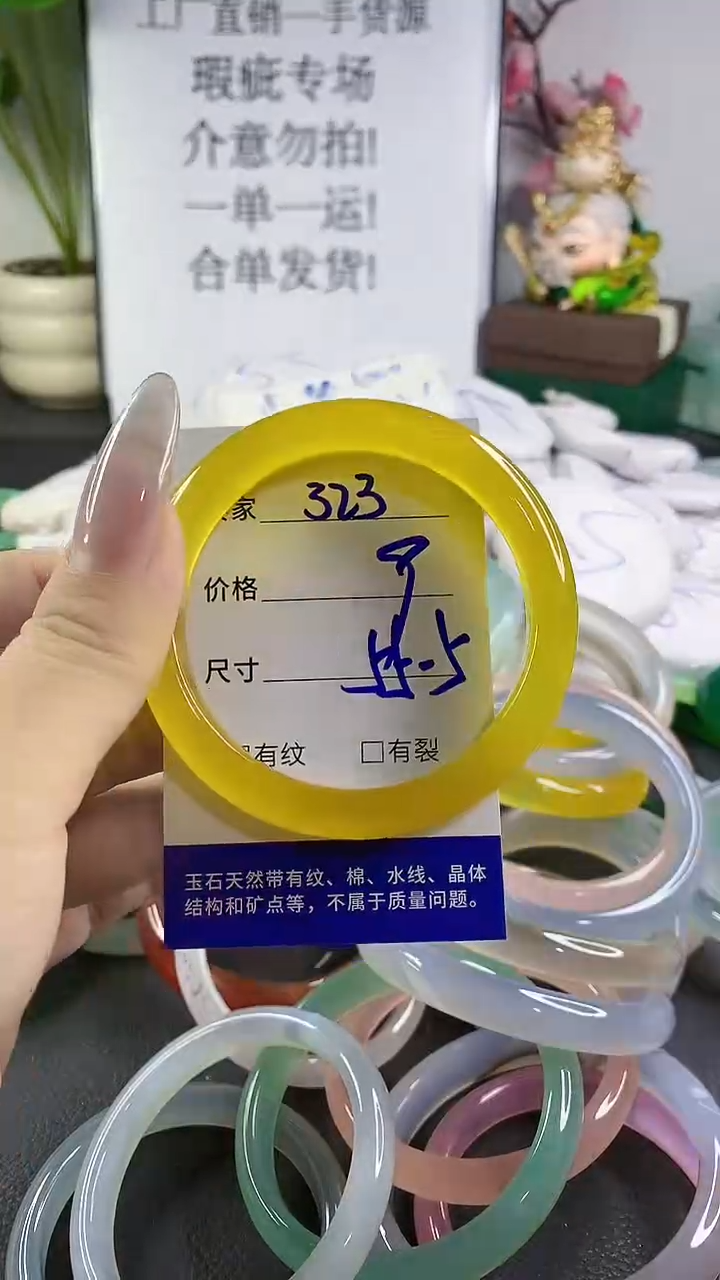 工厂直销一手货源
瑕疵专场
介意勿拍!
一单一运!
合单发货!
家 323
价格
尺寸
有纹 □有裂
玉石天然带有纹、棉、水线、晶体
结构和矿点等，不属于质量问题。